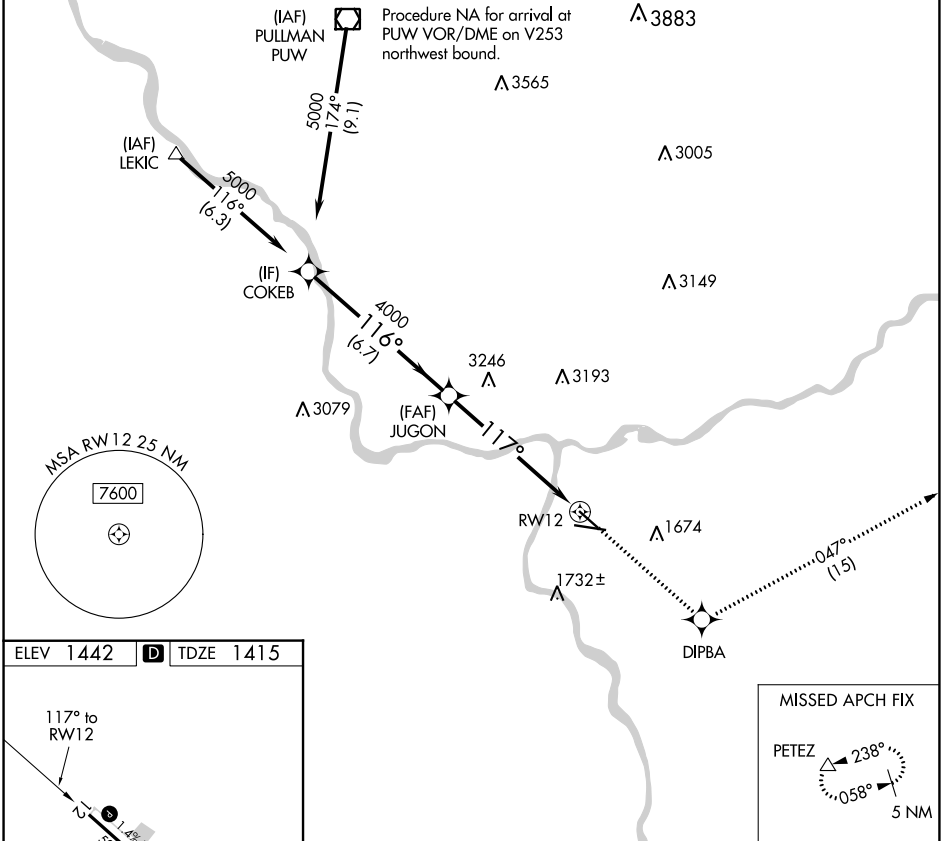 (IAF)
PULLMAN
PUW
Procedure NA for arrival at
PUW VOR/DME on V253
northwest bound.
3883
3565
5000
174°
(9.1)
(IAF)
LEKIC
3005
5000
116°
(6.3)
(IF)
COKEB
3149
4000
116°
(6.7)
3246
3193
3079
(FAF)
JUGON
117°
MSA RW12 25 NM
7600
RW12
1674
047°
(15)
1732±
DIPBA
ELEV 1442 D TDZE 1415
117° to
RW12
12
P
1.4%
MISSED APCH FIX
PETEZ
238°
058°
5 NM